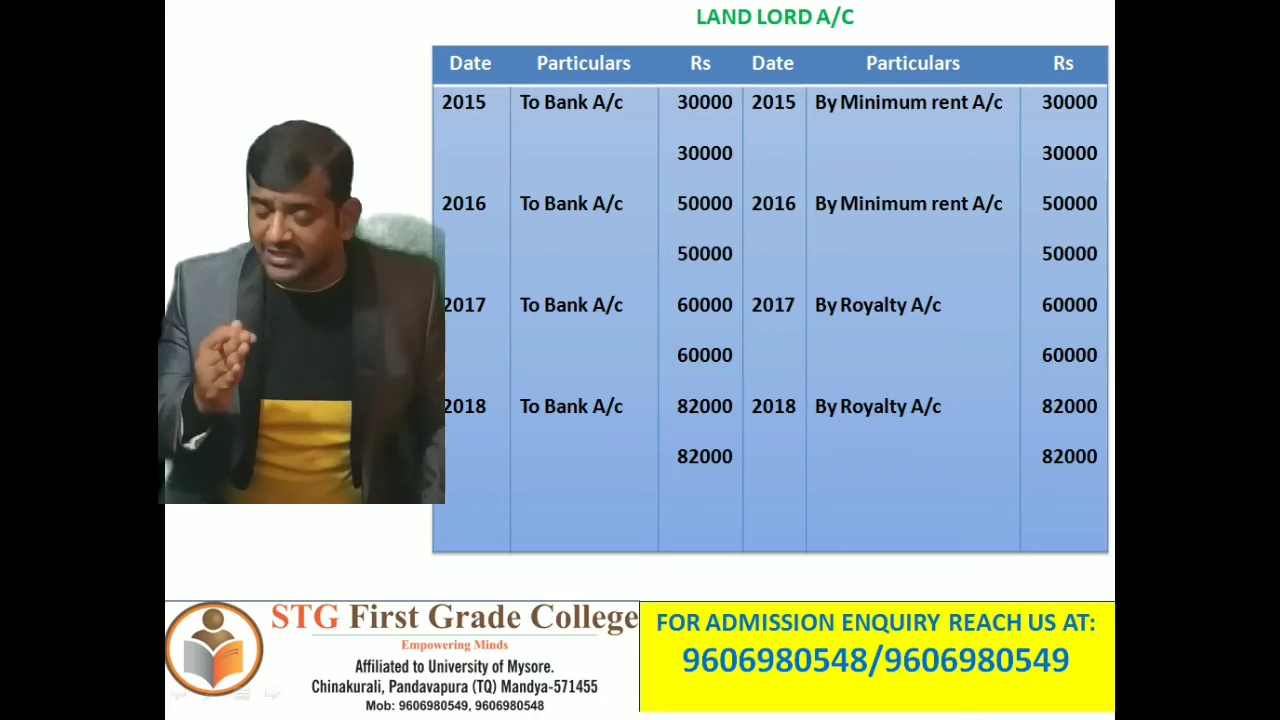 LAND LORD A/C
Date Particulars Rs Date Particulars Rs
2015 To Bank A/c 30000 2015 By Minimum rent A/c 30000
30000 30000
2016 To Bank A/c 50000 2016 By Minimum rent A/c 50000
50000 50000
2017 To Bank A/c 60000 2017 By Royalty A/c 60000
60000 60000
2018 To Bank A/c 82000 2018 By Royalty A/c 82000
82000 82000
STG First Grade College
Empowering Minds
Affiliated to University of Mysore.
Chinakurali, Pandavapura (TQ) Mandya-571455
Mob: 9606980549, 9606980548
FOR ADMISSION ENQUIRY REACH US AT:
9606980548/9606980549